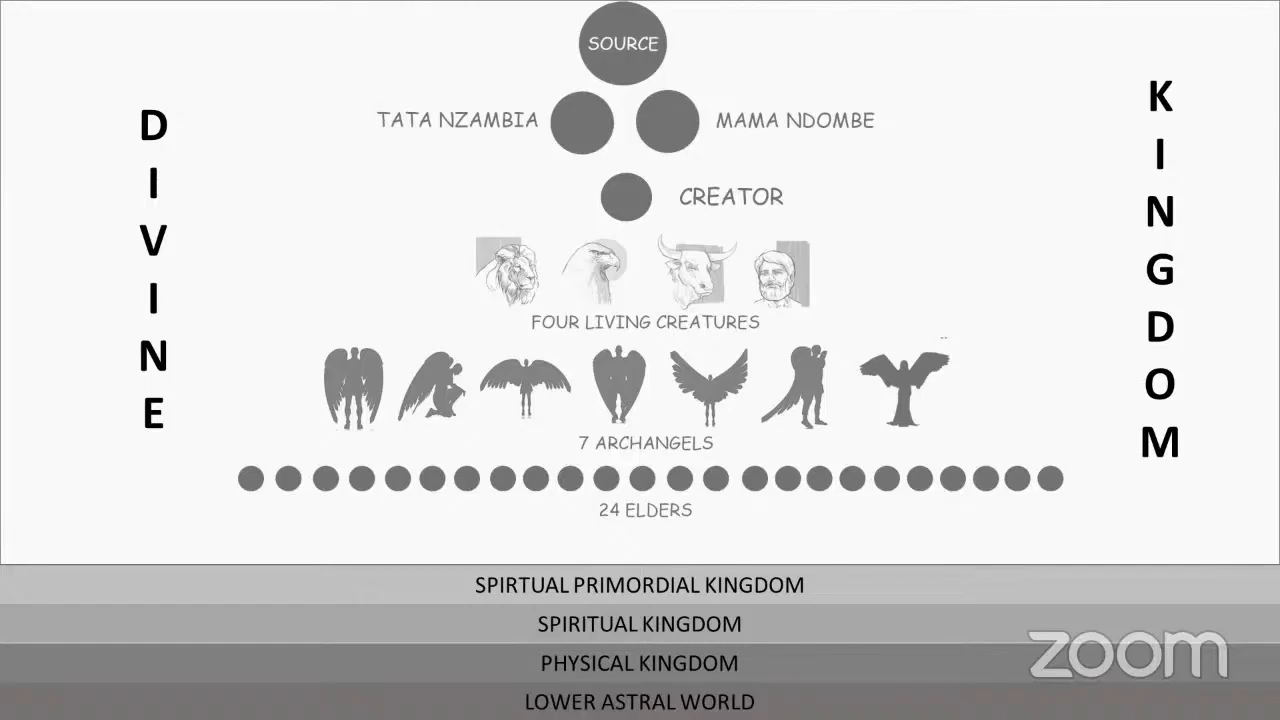 SOURCE
TATA NZAMBIA
MAMA NDOMBE
CREATOR
DIVINE
KINGDOM
FOUR LIVING CREATURES
7 ARCHANGELS
24 ELDERS
SPIRTUAL PRIMORDIAL KINGDOM
SPIRITUAL KINGDOM
PHYSICAL KINGDOM
LOWER ASTRAL WORLD
zoom